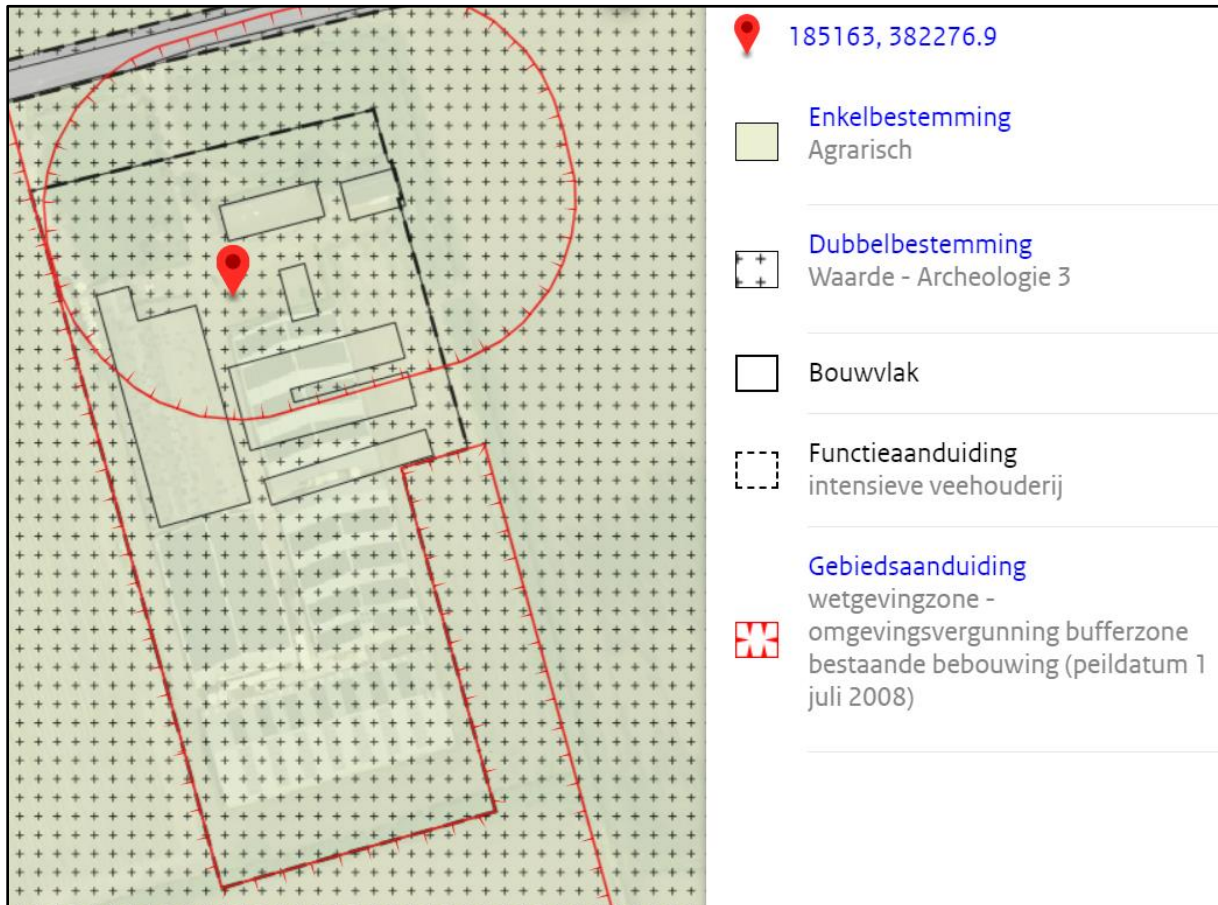 185163, 382276.9
Enkelbestemming
Agrarisch
Dubbelbestemming
Waarde - Archeologie 3
Bouwvlak
Functieaanduiding
intensieve veehouderij
Gebiedsaanduiding
wetgevingzone -
omgevingsvergunning bufferzone
bestaande bebouwing (peildatum 1
juli 2008)